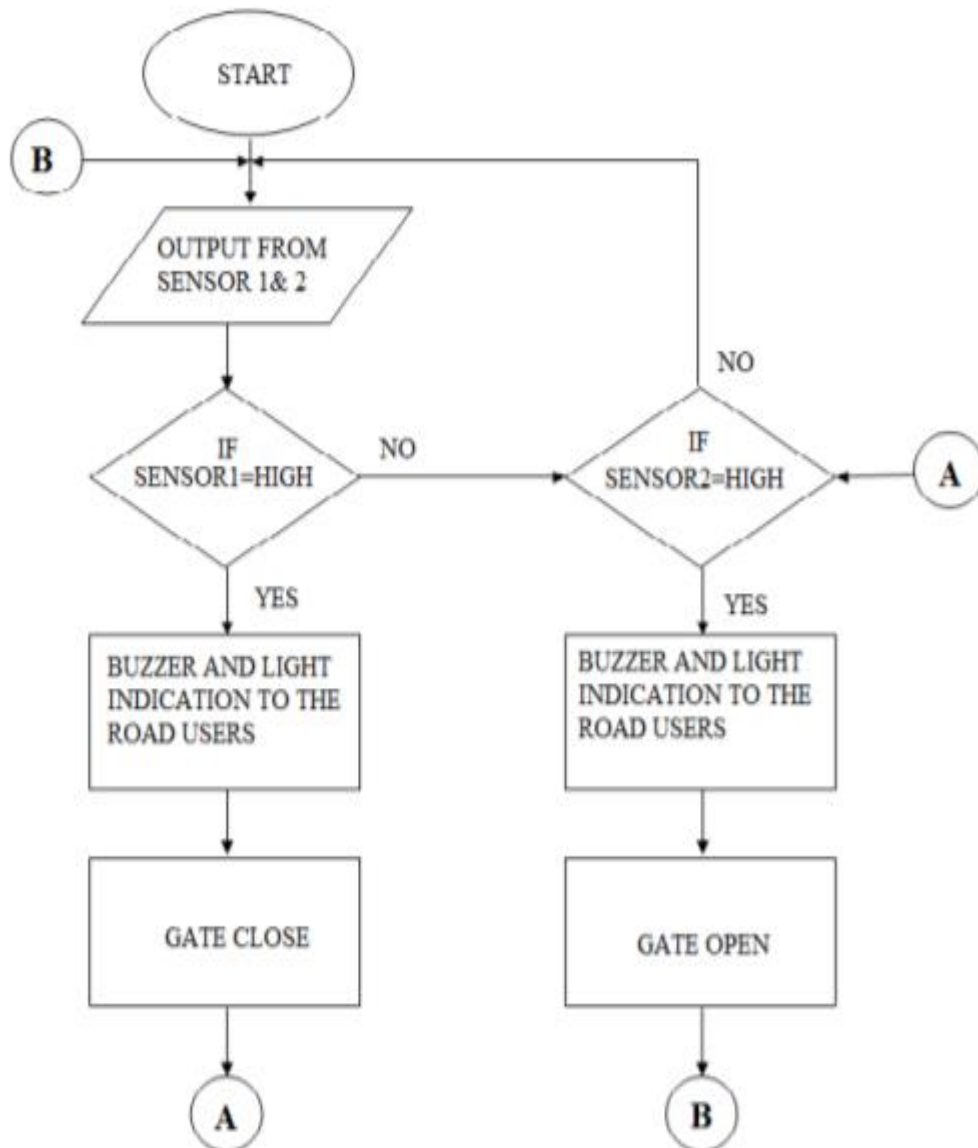 START
B
OUTPUT FROM
SENSOR 1& 2
NO
IF
SENSOR1=HIGH
NO
IF
SENSOR2=HIGH
A
YES
YES
BUZZER AND LIGHT
INDICATION TO THE
ROAD USERS
BUZZER AND LIGHT
INDICATION TO THE
ROAD USERS
GATE CLOSE
GATE OPEN
A
B